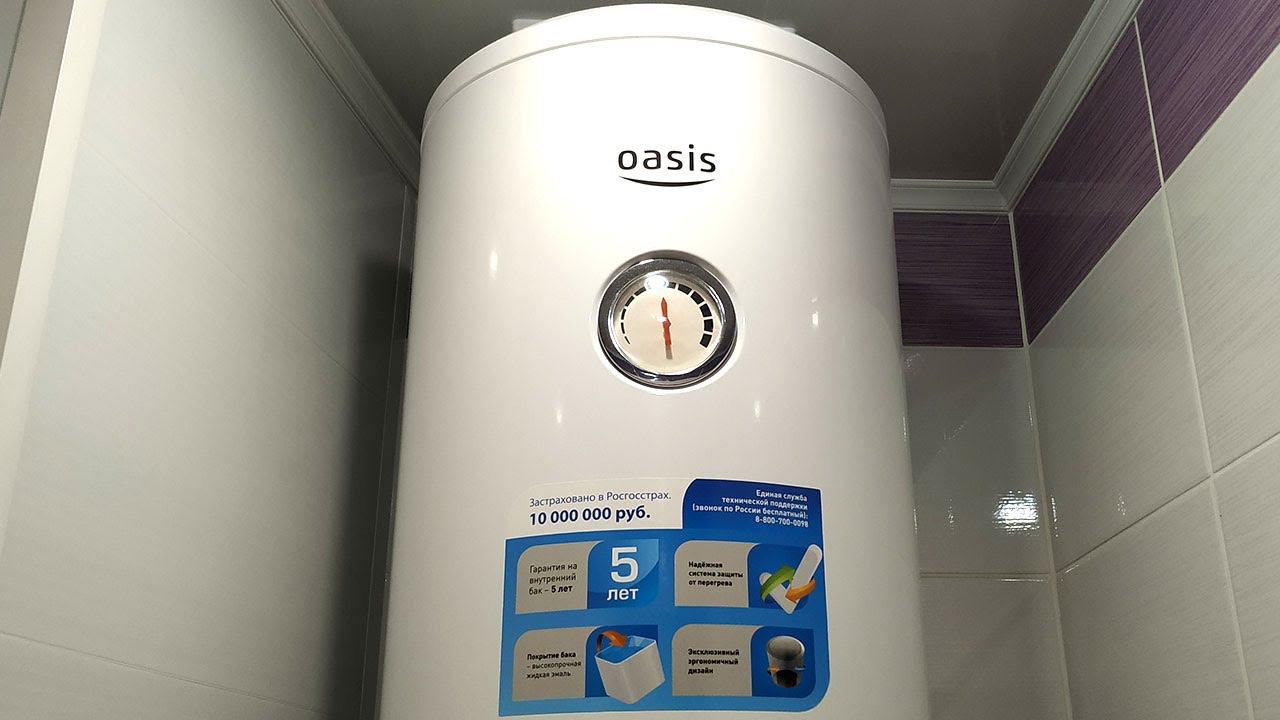 oasis
Застраховано в Росгосстрах.
10 000 000 руб.
Единая служба
технической поддержки
(звонок по России бесплатный):
8-800-700-0098
Гарантия на
внутренний
бак – 5 лет
5
лет
Надёжная
система защиты
от перегрева
Покрытие бака
– высокопрочная
жидкая эмаль
Эксклюзивный
эргономичный
дизайн